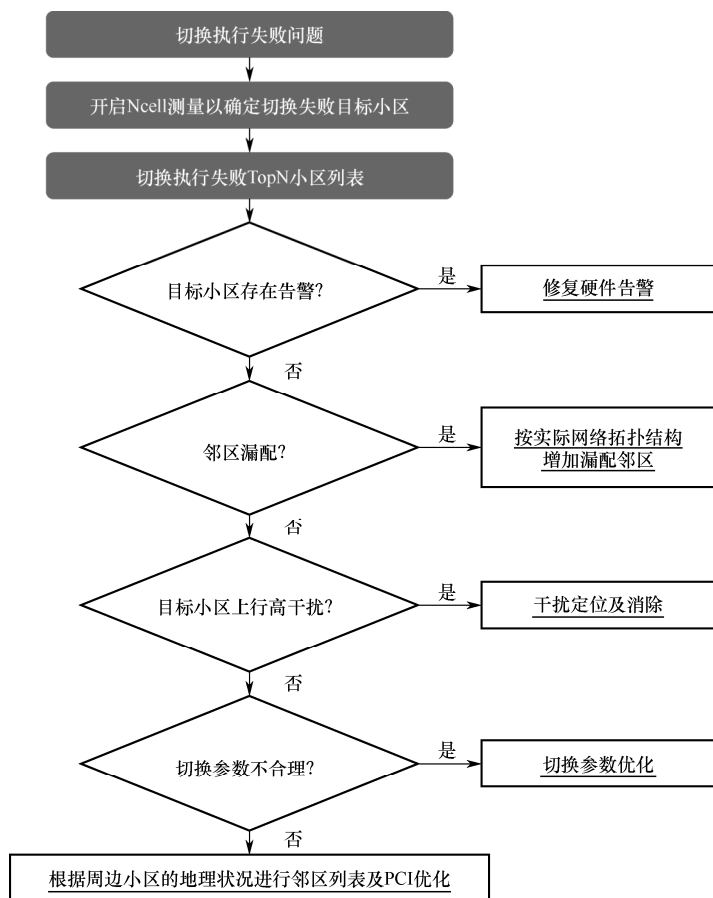 切换执行失败问题
开启Ncell测量以确定切换失败目标小区
切换执行失败TopN小区列表
目标小区存在告警?
是
修复硬件告警
否
邻区漏配?
是
按实际网络拓扑结构
增加漏配邻区
否
目标小区上行高干扰?
是
干扰定位及消除
否
切换参数不合理?
是
切换参数优化
否
根据周边小区的地理状况进行邻区列表及PCI优化